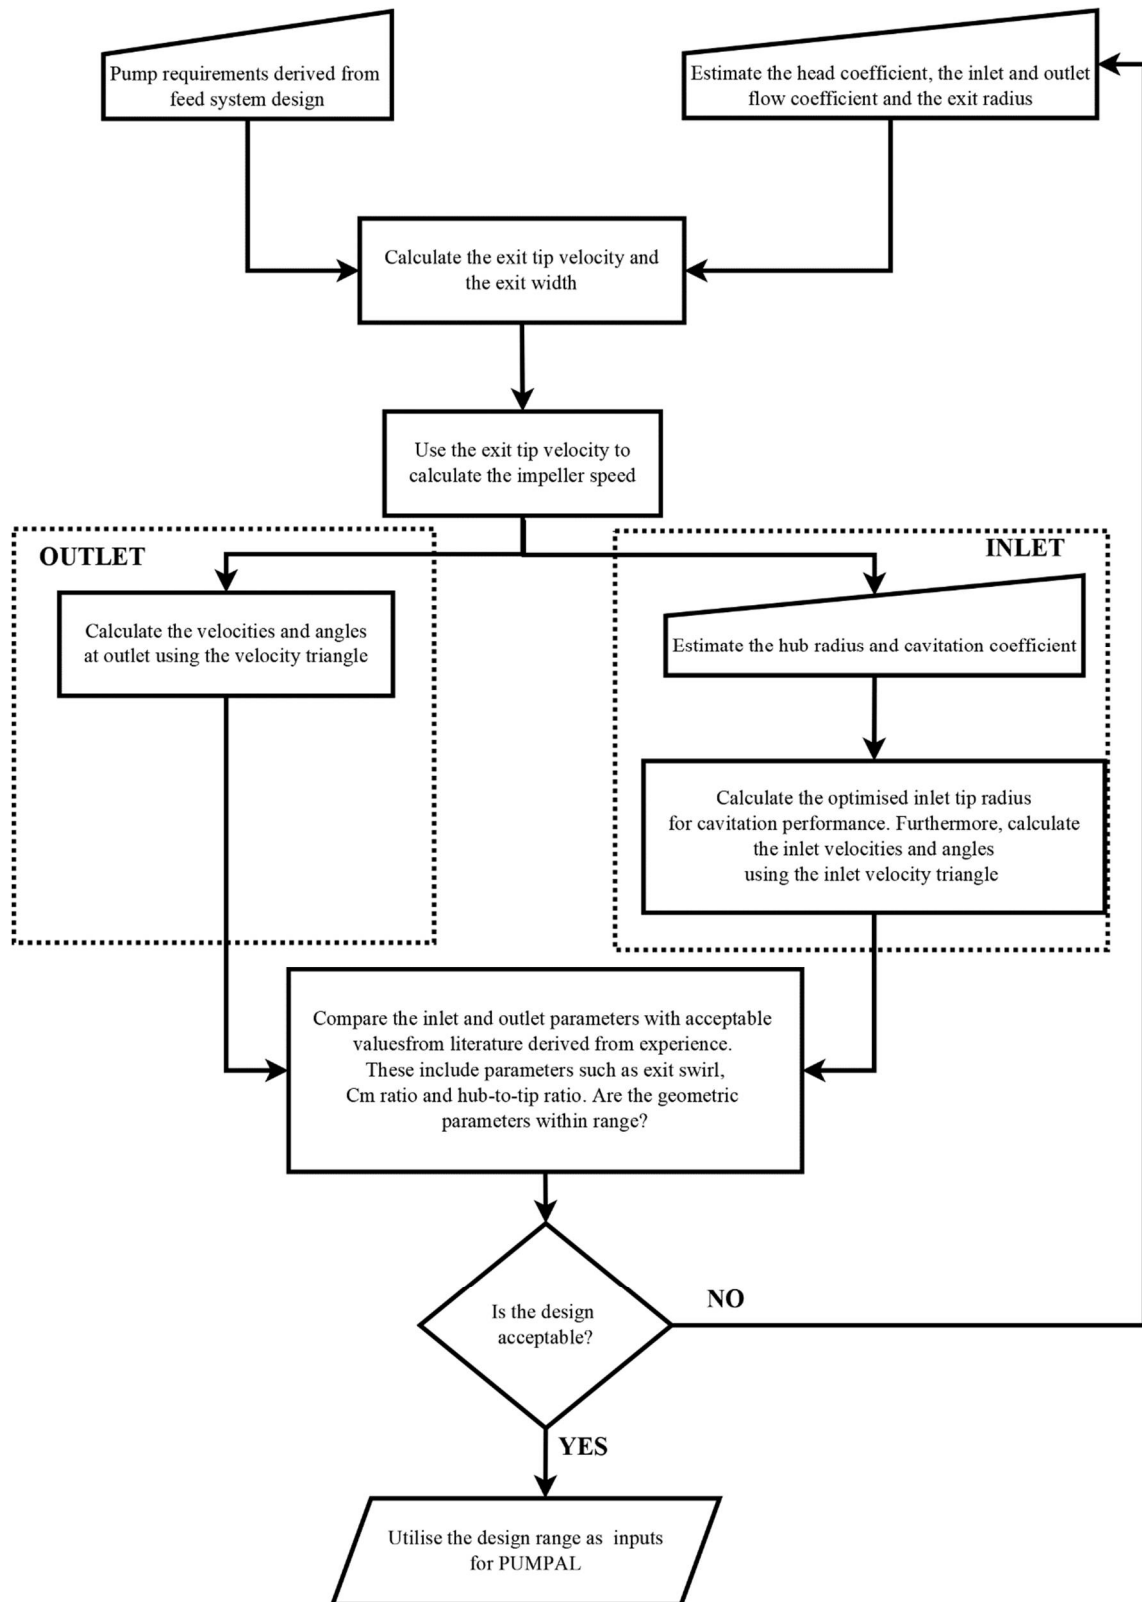 Pump requirements derived from
feed system design
Estimate the head coefficient, the inlet and outlet
flow coefficient and the exit radius
Calculate the exit tip velocity and
the exit width
Use the exit tip velocity to
calculate the impeller speed
OUTLET
Calculate the velocities and angles
at outlet using the velocity triangle
INLET
Estimate the hub radius and cavitation coefficient
Calculate the optimised inlet tip radius
for cavitation performance. Furthermore, calculate
the inlet velocities and angles
using the inlet velocity triangle
Compare the inlet and outlet parameters with acceptable
valuesfrom literature derived from experience.
These include parameters such as exit swirl,
Cm ratio and hub-to-tip ratio. Are the geometric
parameters within range?
Is the design
acceptable?
NO
YES
Utilise the design range as inputs
for PUMPAL